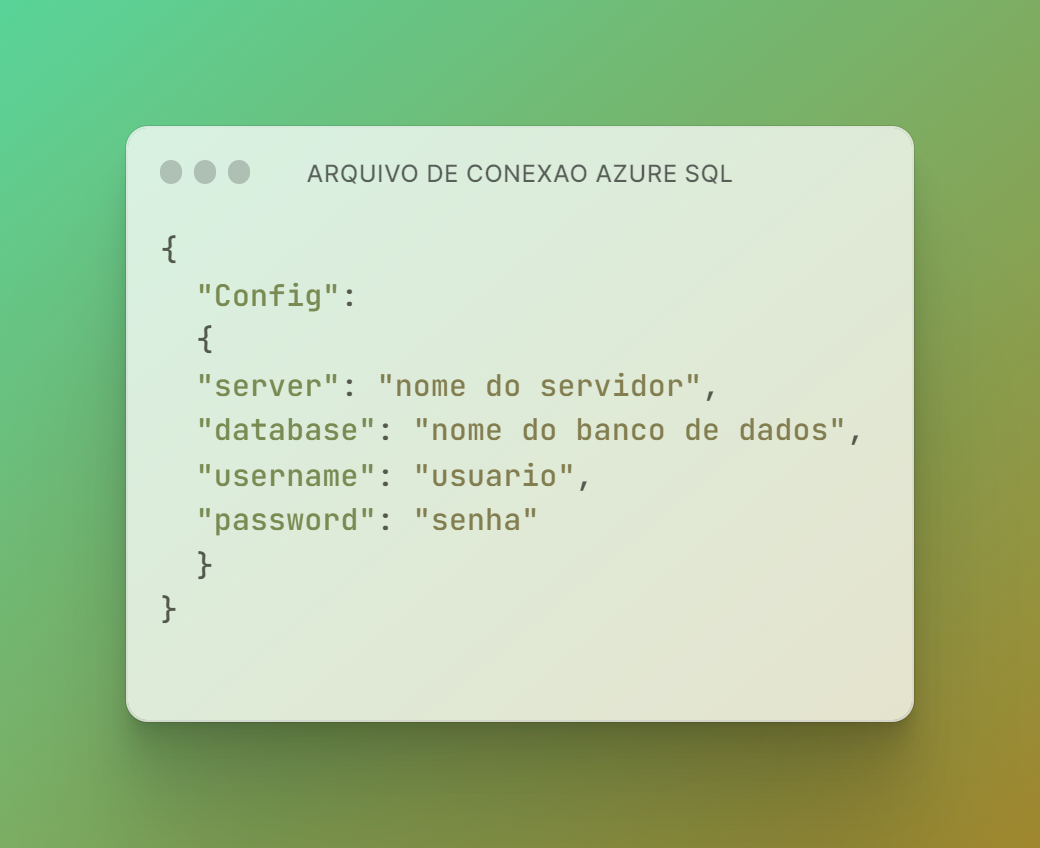 ARQUIVO DE CONEXAO AZURE SQL
{
  "Config":
  {
  "server": "nome do servidor",
  "database": "nome do banco de dados",
  "username": "usuario",
  "password": "senha"
  }
}